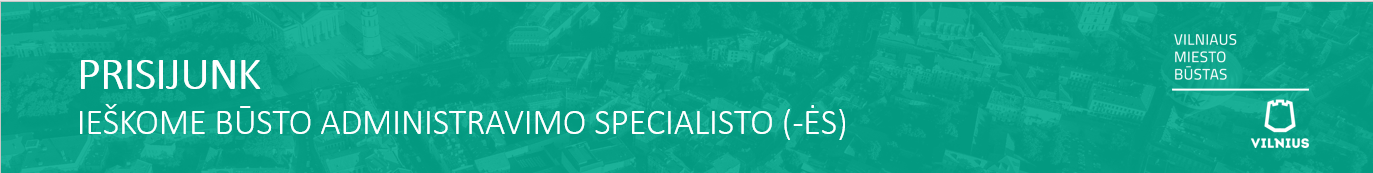 PRISIJUNK
IEŠKOME BŪSTO ADMINISTRAVIMO SPECIALISTO (-ĖS)
VILNIAUS
MIESTO
BŪSTAS
VILNIUS